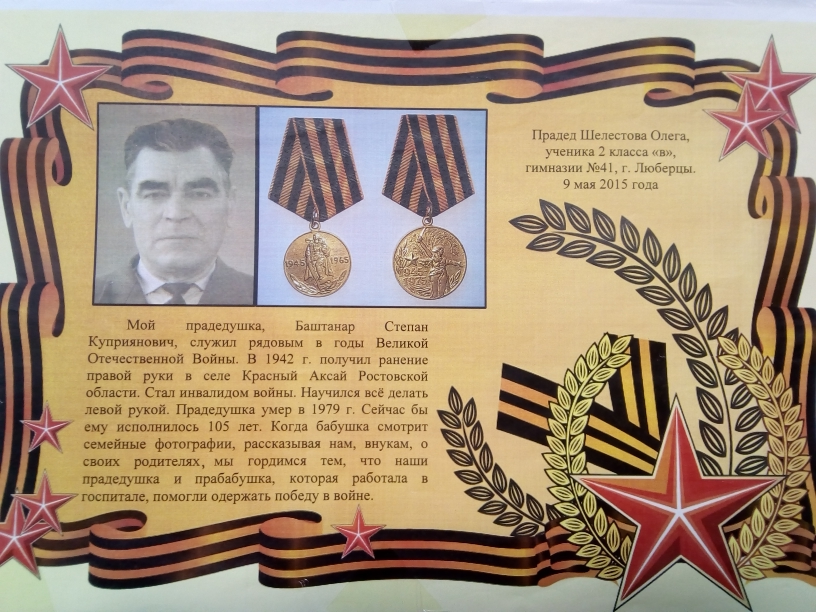 Прадед Шелестова Олега,
ученика 2 класса «в»,
гимназии №41, г. Люберцы.
9 мая 2015 года
1945 1965
1945
1975
Мой прадедушка, Баштанар Степан
Куприянович, служил рядовым в годы Великой
Отечественной Войны. В 1942 г. получил ранение
правой руки в селе Красный Аксай Ростовской
области. Стал инвалидом войны. Научился всё делать
левой рукой. Прадедушка умер в 1979 г. Сейчас бы
ему исполнилось 105 лет. Когда бабушка смотрит
семейные фотографии, рассказывая нам, внукам, о
своих родителях, мы гордимся тем, что наши
прадедушка и прабабушка, которая работала в
госпитале, помогли одержать победу в войне.